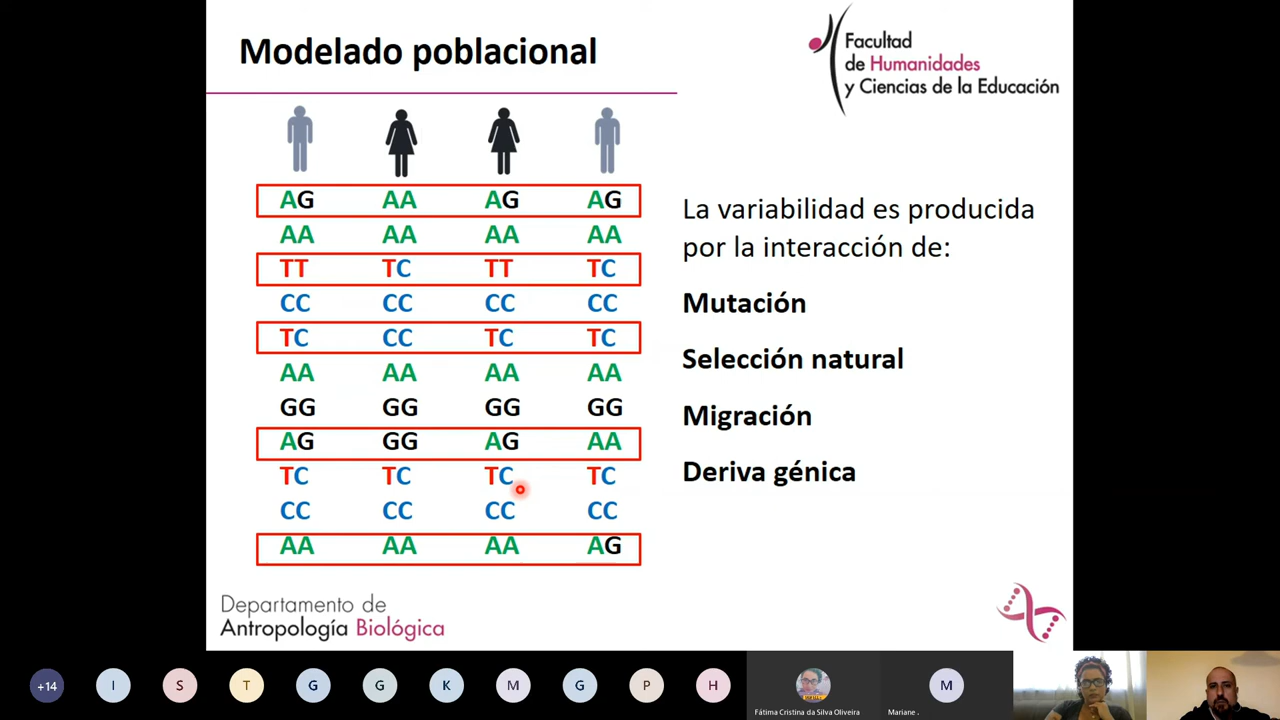 Modelado poblacional
Facultad
de Humanidades
y Ciencias de la Educación
AG AA AG AG
AA AA AA AA
TT TC TT TC
CC CC CC CC
TC CC TC TC
AA AA AA AA
GG GG GG GG
AG GG AG AA
TC TC TC TC
CC CC CC CC
AA AA AA AG
La variabilidad es producida
por la interacción de:
Mutación
Selección natural
Migración
Deriva génica
Departamento de
Antropología Biológica
+14 I S T G G K M G P H M
Fátima Cristina da Silva Oliveira
Mariane .